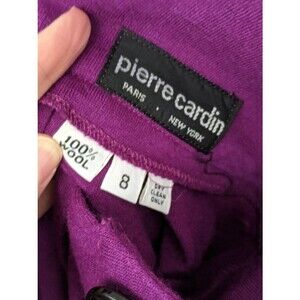 pierre cardin
PARIS • NEW YORK
100%
WOOL
8
DRY
CLEAN
ONLY